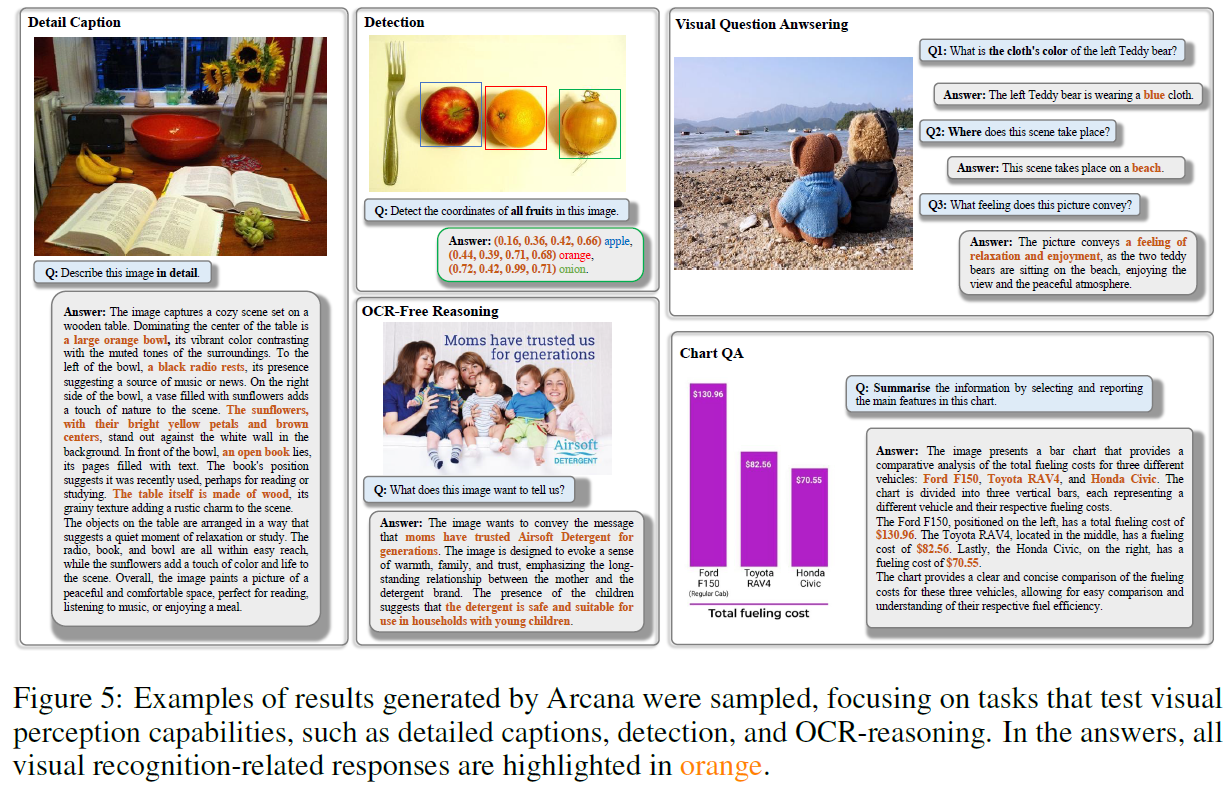 Detail Caption
Q: Describe this image in detail.
Answer: The image captures a cozy scene set on a
wooden table. Dominating the center of the table is
a large orange bowl, its vibrant color contrasting
with the muted tones of the surroundings. To the
left of the bowl, a black radio rests, its presence
suggesting a source of music or news. On the right
side of the bowl, a vase filled with sunflowers adds
a touch of nature to the scene. The sunflowers,
with their bright yellow petals and brown
centers, stand out against the white wall in the
background. In front of the bowl, an open book lies,
its pages filled with text. The book's position
suggests it was recently used, perhaps for reading or
studying. The table itself is made of wood, its
grainy texture adding a rustic charm to the scene.
The objects on the table are arranged in a way that
suggests a quiet moment of relaxation or study. The
radio, book, and bowl are all within easy reach,
while the sunflowers add a touch of color and life to
the scene. Overall, the image paints a picture of a
peaceful and comfortable space, perfect for reading,
listening to music, or enjoying a meal.
Detection
Q: Detect the coordinates of all fruits in this image.
Answer: (0.16, 0.36, 0.42, 0.66) apple,
(0.44, 0.39, 0.71, 0.68) orange,
(0.72, 0.42, 0.99, 0.71) onion.
OCR-Free Reasoning
Moms have trusted us
for generations
Airsoft
DETERGENT
Q: What does this image want to tell us?
Answer: The image wants to convey the message
that moms have trusted Airsoft Detergent for
generations. The image is designed to evoke a sense
of warmth, family, and trust, emphasizing the long-
standing relationship between the mother and the
detergent brand. The presence of the children
suggests that the detergent is safe and suitable for
use in households with young children.
Visual Question Anwsering
Q1: What is the cloth's color of the left Teddy bear?
Answer: The left Teddy bear is wearing a blue cloth.
Q2: Where does this scene take place?
Answer: This scene takes place on a beach.
Q3: What feeling does this picture convey?
Answer: The picture conveys a feeling of
relaxation and enjoyment, as the two teddy
bears are sitting on the beach, enjoying the
view and the peaceful atmosphere.
Chart QA
$130.96
$82.56
$70.55
Ford
F150
(Regular Cab)
Toyota
RAV4
Honda
Civic
Total fueling cost
Q: Summarise the information by selecting and reporting
the main features in this chart.
Answer: The image presents a bar chart that provides a
comparative analysis of the total fueling costs for three different
vehicles: Ford F150, Toyota RAV4, and Honda Civic. The
chart is divided into three vertical bars, each representing a
different vehicle and their respective fueling costs.
The Ford F150, positioned on the left, has a total fueling cost of
$130.96. The Toyota RAV4, located in the middle, has a fueling
cost of $82.56. Lastly, the Honda Civic, on the right, has a
fueling cost of $70.55.
The chart provides a clear and concise comparison of the fueling
costs for these three vehicles, allowing for easy comparison and
understanding of their respective fuel efficiency.
Figure 5: Examples of results generated by Arcana were sampled, focusing on tasks that test visual
perception capabilities, such as detailed captions, detection, and OCR-reasoning. In the answers, all
visual recognition-related responses are highlighted in orange.